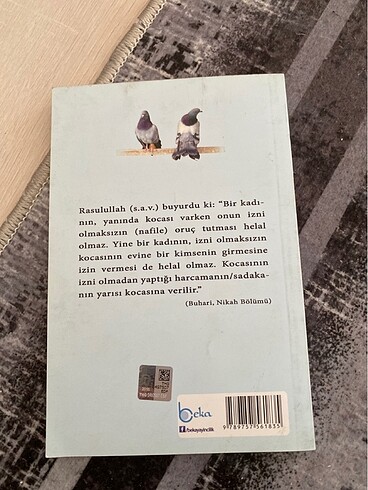 Rasulullah (s.a.v.) buyurdu ki: "Bir kadı-
nın, yanında kocası varken onun izni
olmaksızın (nafile) oruç tutması helal
olmaz. Yine bir kadının, izni olmaksızın
kocasının evine bir kimsenin girmesine
izin vermesi de helal olmaz. Kocasının
izni olmadan yaptığı harcamanın/sadaka-
nın yarısı kocasına verilir."
(Buhari, Nikah Bölümü)
beka
f/bekayayincilik
9789757561835